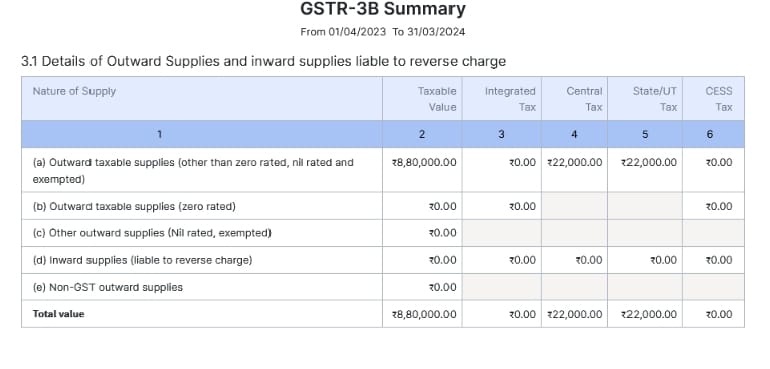 GSTR-3B Summary
From 01/04/2023 To 31/03/2024
3.1 Details of Outward Supplies and inward supplies liable to reverse charge
Nature of Supply Taxable Value Integrated Tax Central Tax State/UT Tax CESS Tax
1 2 3 4 5 6
(a) Outward taxable supplies (other than zero rated, nil rated and exempted) ₹8,80,000.00 ₹0.00 ₹22,000.00 ₹22,000.00 ₹0.00
(b) Outward taxable supplies (zero rated) ₹0.00 ₹0.00 ₹0.00
(c) Other outward supplies (Nil rated, exempted) ₹0.00
(d) Inward supplies (liable to reverse charge) ₹0.00 ₹0.00 ₹0.00 ₹0.00 ₹0.00
(e) Non-GST outward supplies ₹0.00
Total value ₹8,80,000.00 ₹0.00 ₹22,000.00 ₹22,000.00 ₹0.00